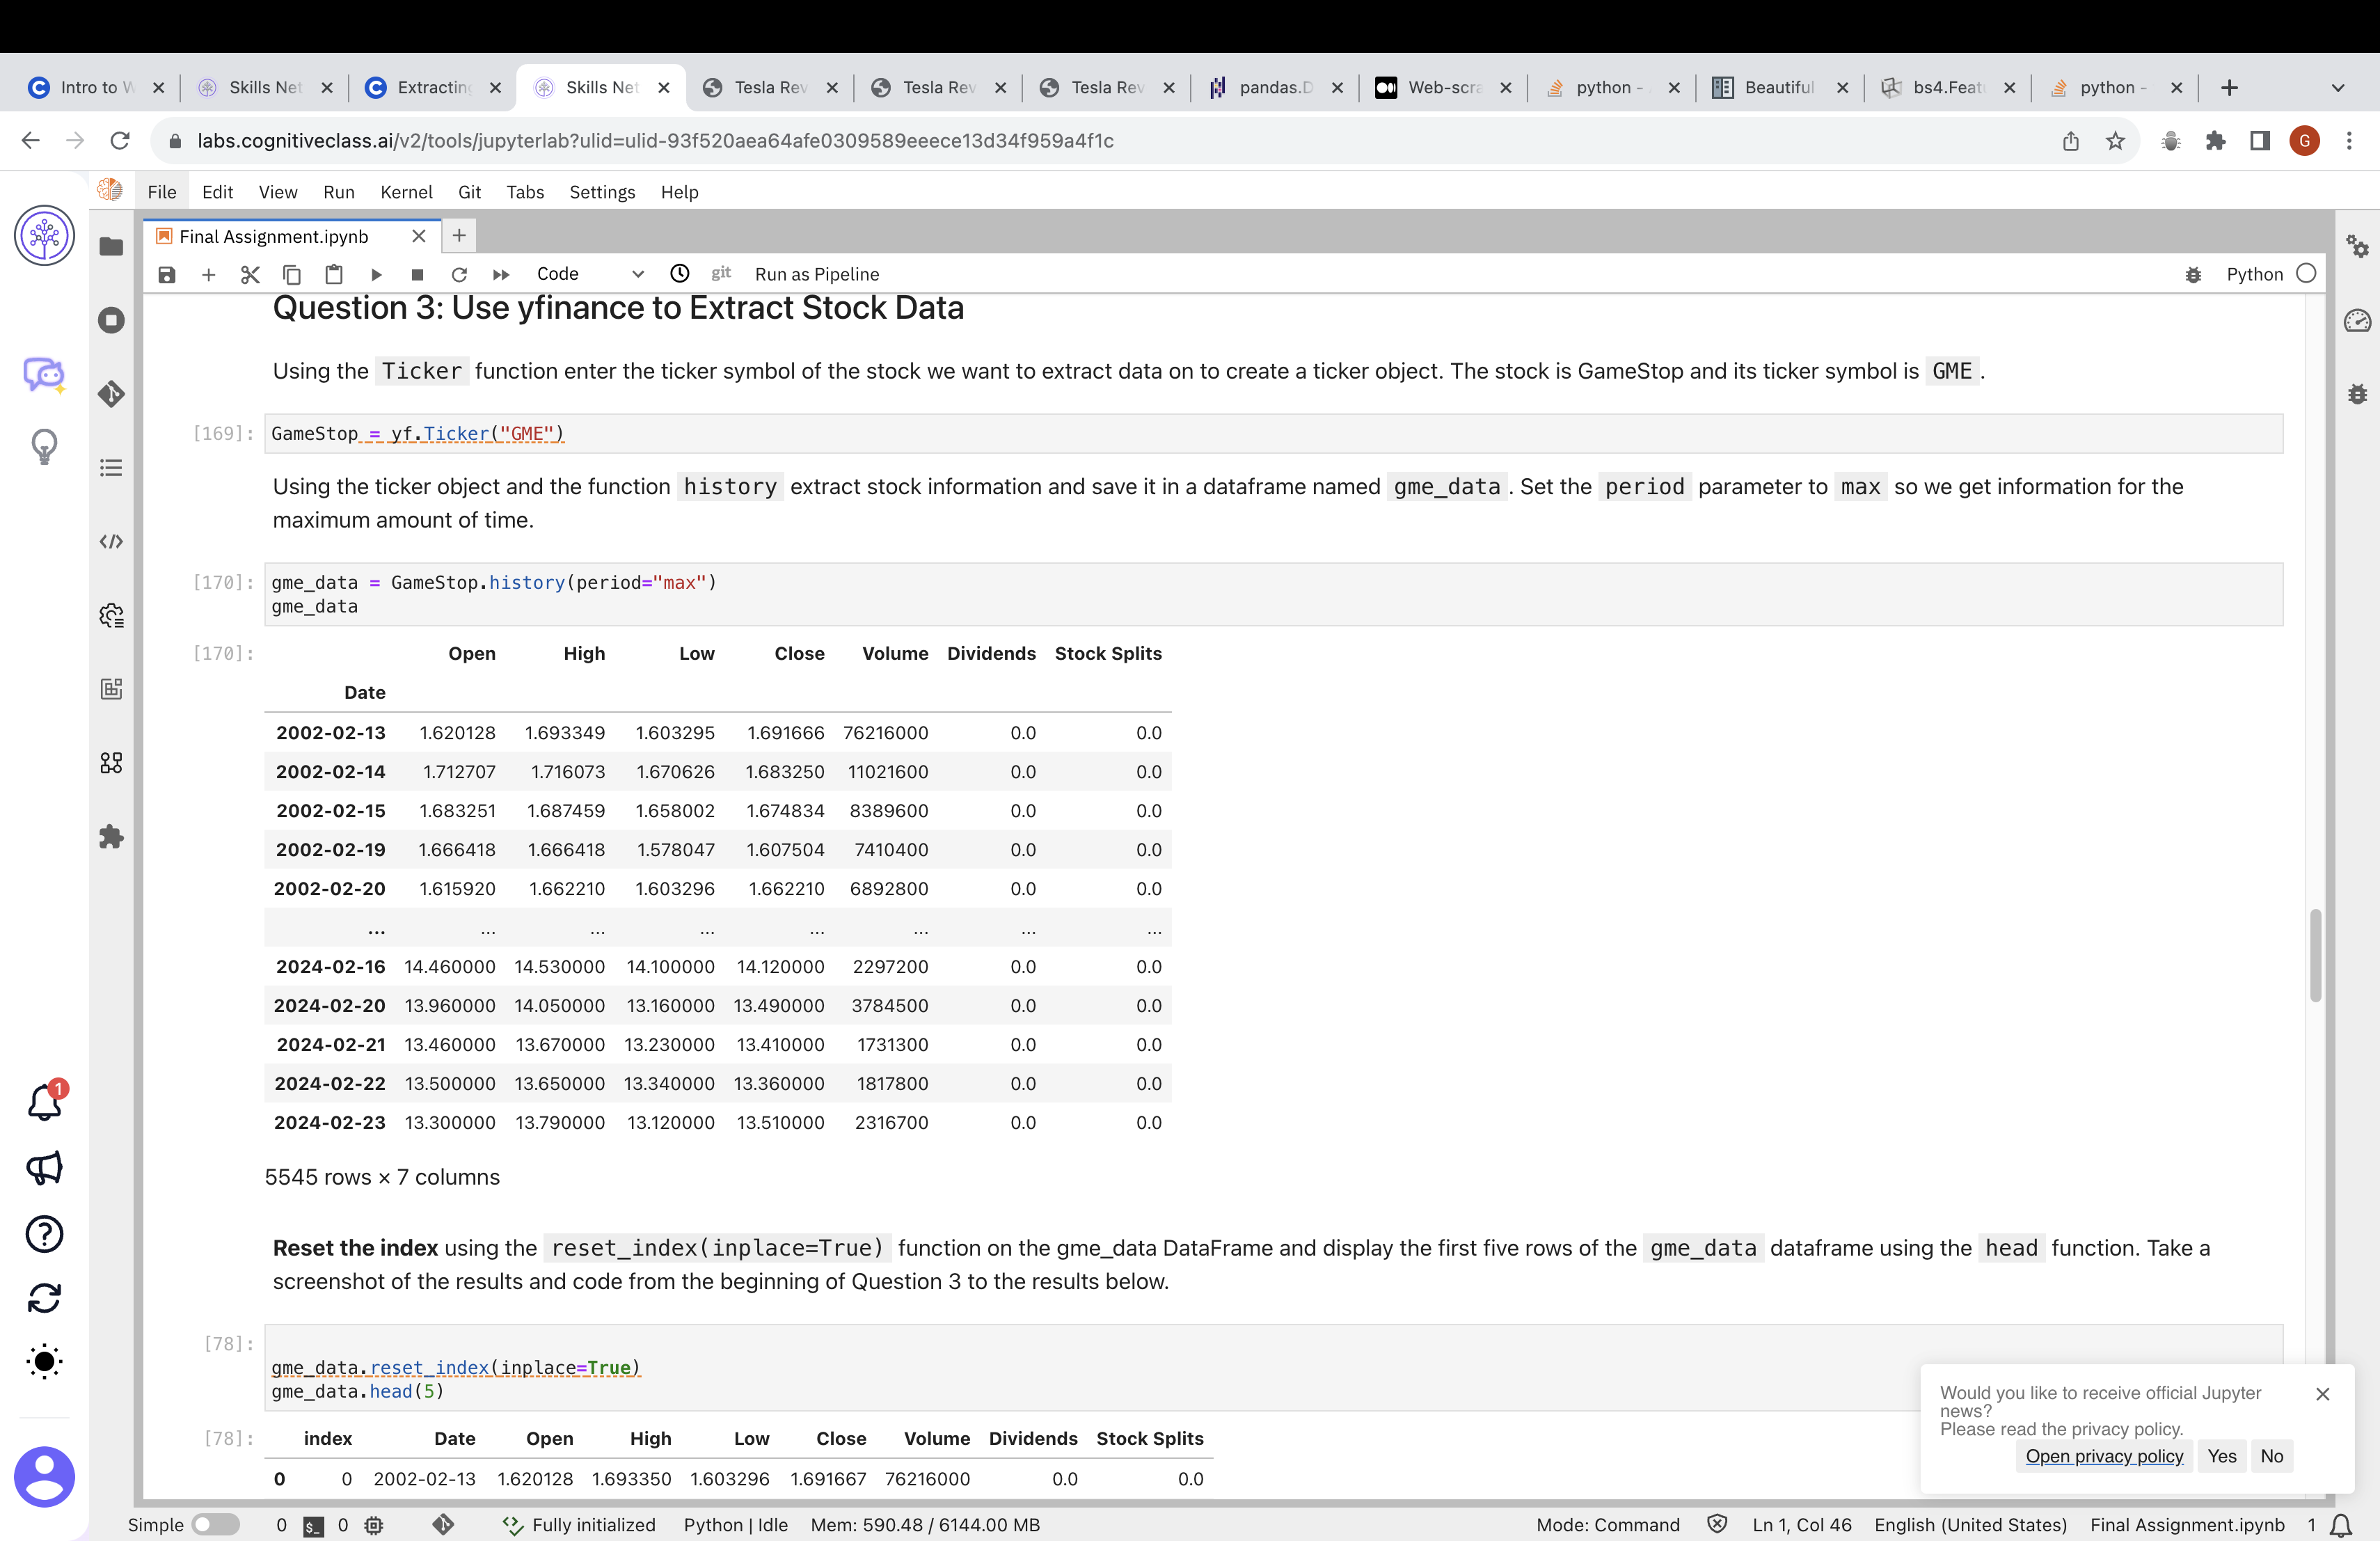 Intro to W
Skills Net
Extracting
Skills Net
Tesla Rev
Tesla Rev
Tesla Rev
pandas.D
Web-scra
python -
Beautiful
bs4.Feat
python -
labs.cognitiveclass.ai/v2/tools/jupyterlab?ulid=ulid-93f520aea64afe0309589eeece13d34f959a4f1c
G
File Edit View Run Kernel Git Tabs Settings Help
Final Assignment.ipynb
Code git Run as Pipeline Python
Question 3: Use yfinance to Extract Stock Data
Using the Ticker function enter the ticker symbol of the stock we want to extract data on to create a ticker object. The stock is GameStop and its ticker symbol is GME .
[169]: GameStop = yf.Ticker("GME")
Using the ticker object and the function history extract stock information and save it in a dataframe named gme_data . Set the period parameter to max so we get information for the
maximum amount of time.
[170]: gme_data = GameStop.history(period="max")
gme_data
[170]: Open High Low Close Volume Dividends Stock Splits
Date
2002-02-13 1.620128 1.693349 1.603295 1.691666 76216000 0.0 0.0
2002-02-14 1.712707 1.716073 1.670626 1.683250 11021600 0.0 0.0
2002-02-15 1.683251 1.687459 1.658002 1.674834 8389600 0.0 0.0
2002-02-19 1.666418 1.666418 1.578047 1.607504 7410400 0.0 0.0
2002-02-20 1.615920 1.662210 1.603296 1.662210 6892800 0.0 0.0
... ... ... ... ... ... ... ...
2024-02-16 14.460000 14.530000 14.100000 14.120000 2297200 0.0 0.0
2024-02-20 13.960000 14.050000 13.160000 13.490000 3784500 0.0 0.0
2024-02-21 13.460000 13.670000 13.230000 13.410000 1731300 0.0 0.0
2024-02-22 13.500000 13.650000 13.340000 13.360000 1817800 0.0 0.0
2024-02-23 13.300000 13.790000 13.120000 13.510000 2316700 0.0 0.0
5545 rows × 7 columns
Reset the index using the reset_index(inplace=True) function on the gme_data DataFrame and display the first five rows of the gme_data dataframe using the head function. Take a
screenshot of the results and code from the beginning of Question 3 to the results below.
[78]:
gme_data.reset_index(inplace=True)
gme_data.head(5)
[78]: index Date Open High Low Close Volume Dividends Stock Splits
0 0 2002-02-13 1.620128 1.693350 1.603296 1.691667 76216000 0.0 0.0
1
Would you like to receive official Jupyter
news?
Please read the privacy policy.
Open privacy policy Yes No
Simple 0 $_ 0 Fully initialized Python | Idle Mem: 590.48 / 6144.00 MB Mode: Command Ln 1, Col 46 English (United States) Final Assignment.ipynb 1